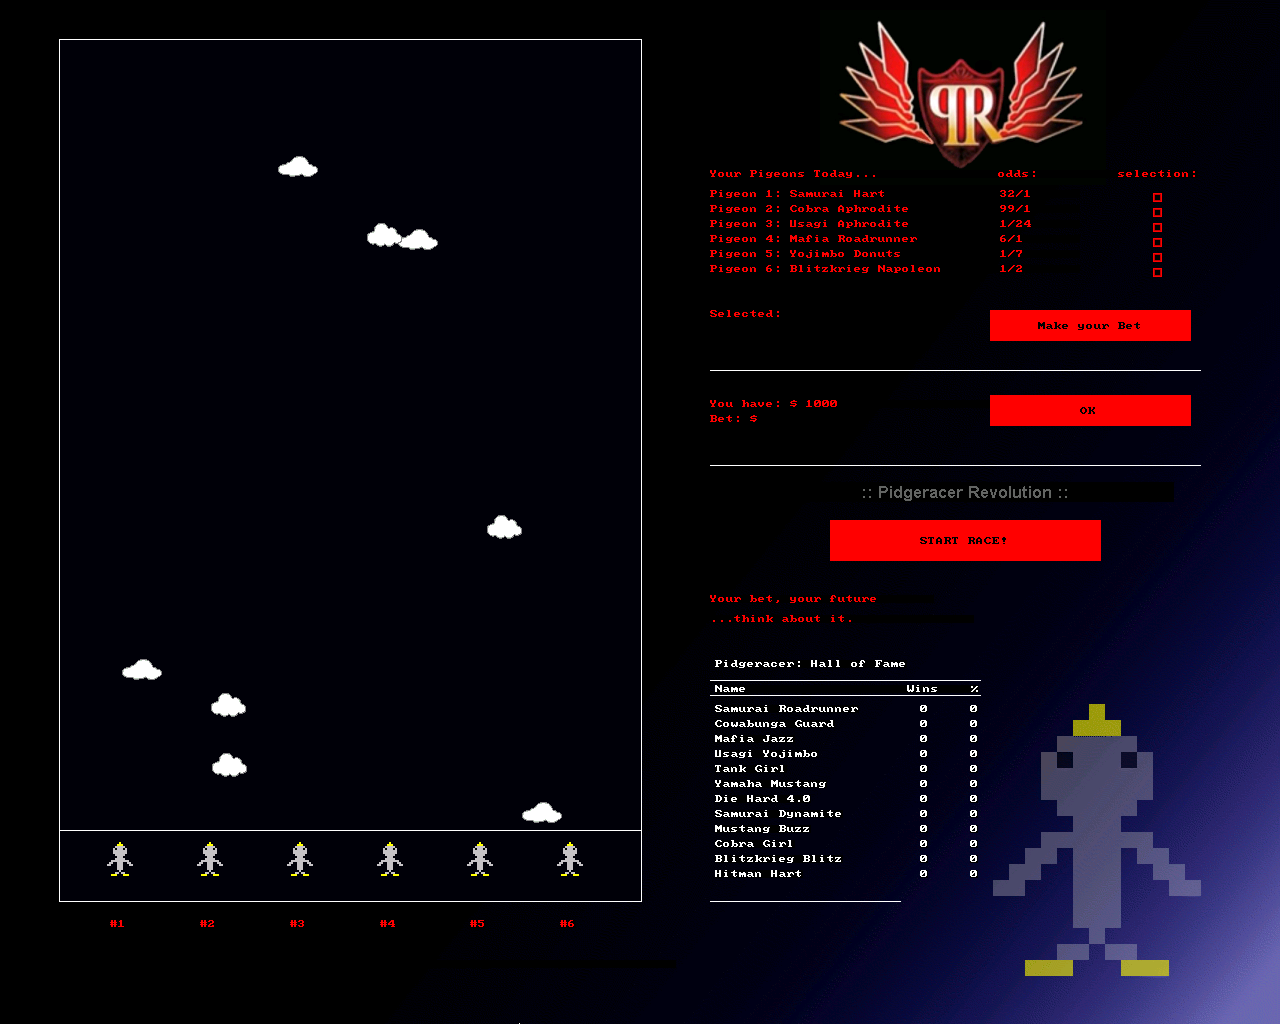 PR
Your Pigeons Today... odds: selection:
Pigeon 1: Samurai Hart 32/1
Pigeon 2: Cobra Aphrodite 99/1
Pigeon 3: Usagi Aphrodite 1/24
Pigeon 4: Mafia Roadrunner 6/1
Pigeon 5: Yojimbo Donuts 1/7
Pigeon 6: Blitzkrieg Napoleon 1/2
Selected: Make your Bet
You have: $ 1000
Bet: $
OK
:: Pidgeracer Revolution ::
START RACE!
Your bet, your future
...think about it.
Pidgeracer: Hall of Fame
Name Wins %
Samurai Roadrunner 0 0
Cowabunga Guard 0 0
Mafia Jazz 0 0
Usagi Yojimbo 0 0
Tank Girl 0 0
Yamaha Mustang 0 0
Die Hard 4.0 0 0
Samurai Dynamite 0 0
Mustang Buzz 0 0
Cobra Girl 0 0
Blitzkrieg Blitz 0 0
Hitman Hart 0 0
#1 #2 #3 #4 #5 #6